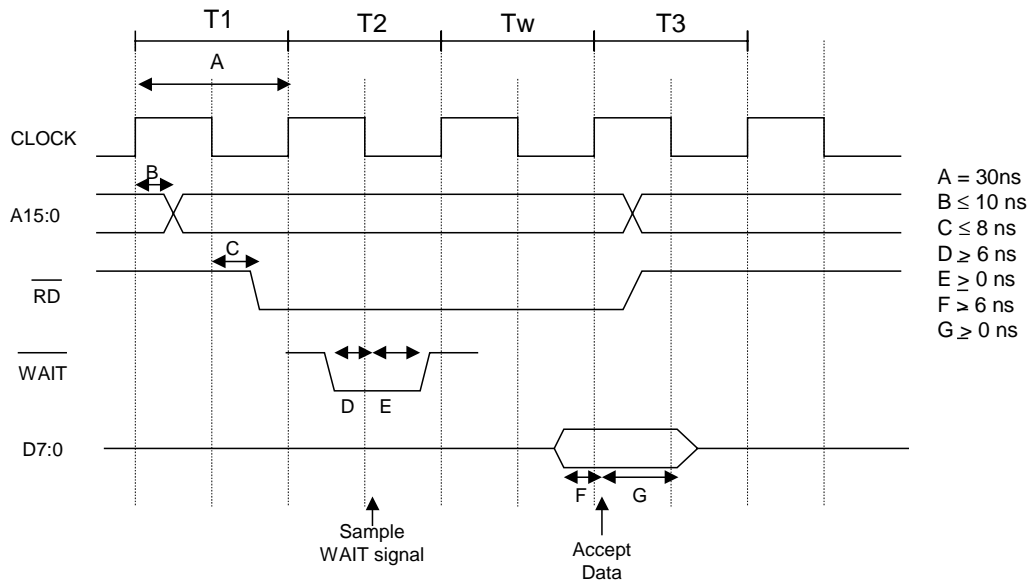 T1 T2 Tw T3
A
CLOCK
B
A15:0
C
RD
WAIT
D E
D7:0
F G
Sample
WAIT signal
Accept
Data
A = 30ns
B ≤ 10 ns
C ≤ 8 ns
D ≥ 6 ns
E ≥ 0 ns
F ≥ 6 ns
G ≥ 0 ns